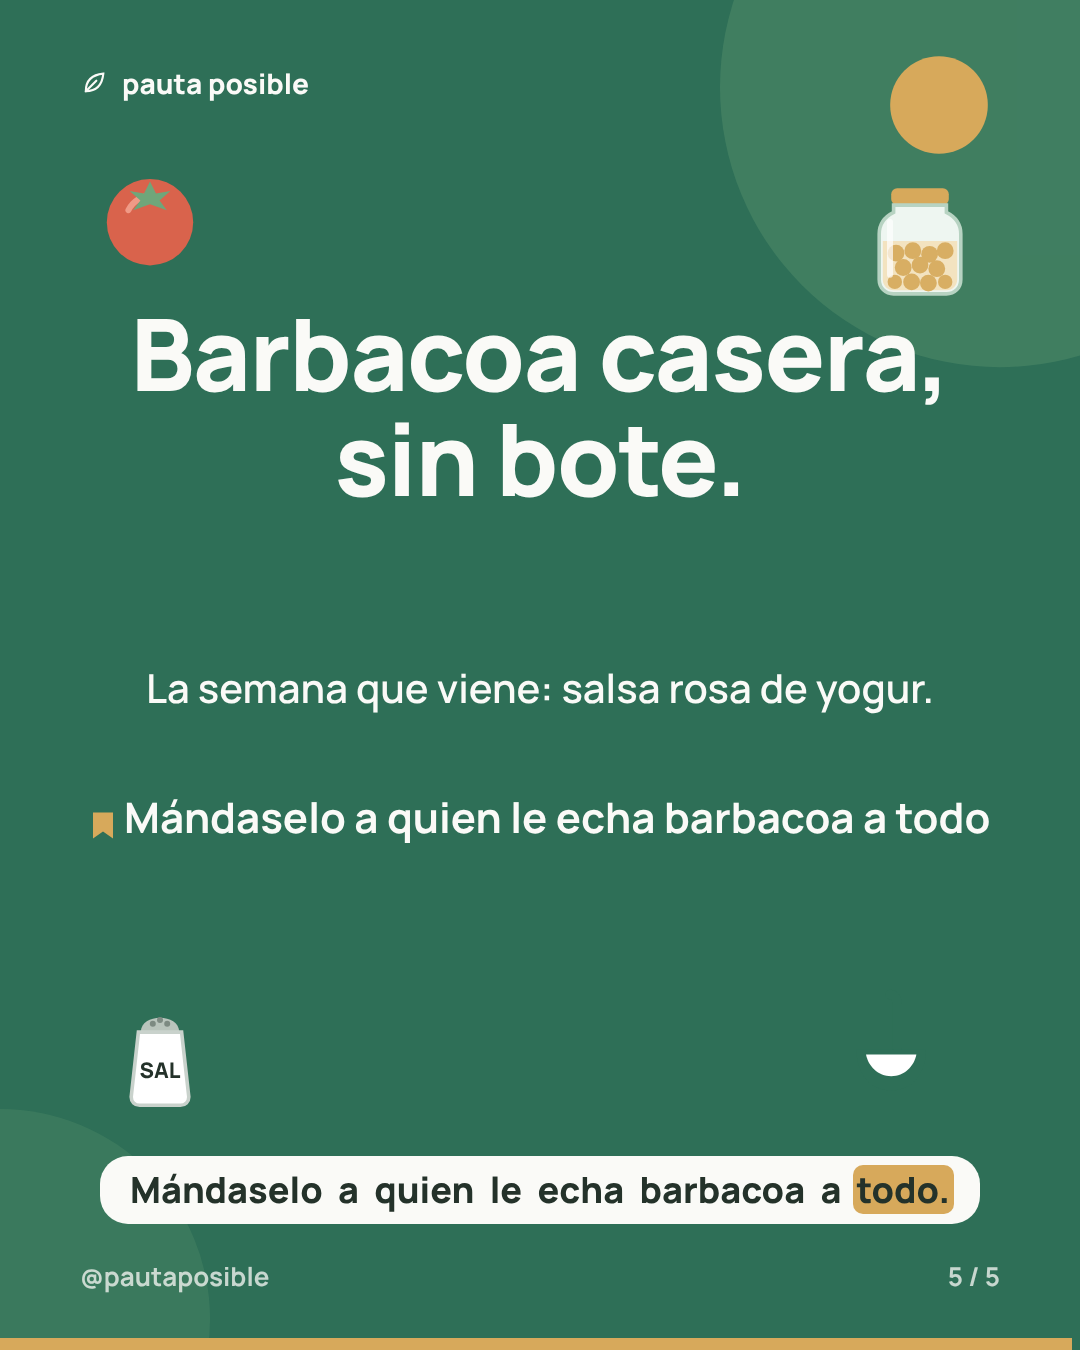 pauta posible
Barbacoa casera,
sin bote.
La semana que viene: salsa rosa de yogur.
Mándaselo a quien le echa barbacoa a todo
SAL
Mándaselo a quien le echa barbacoa a todo.
@pautaposible
5 / 5